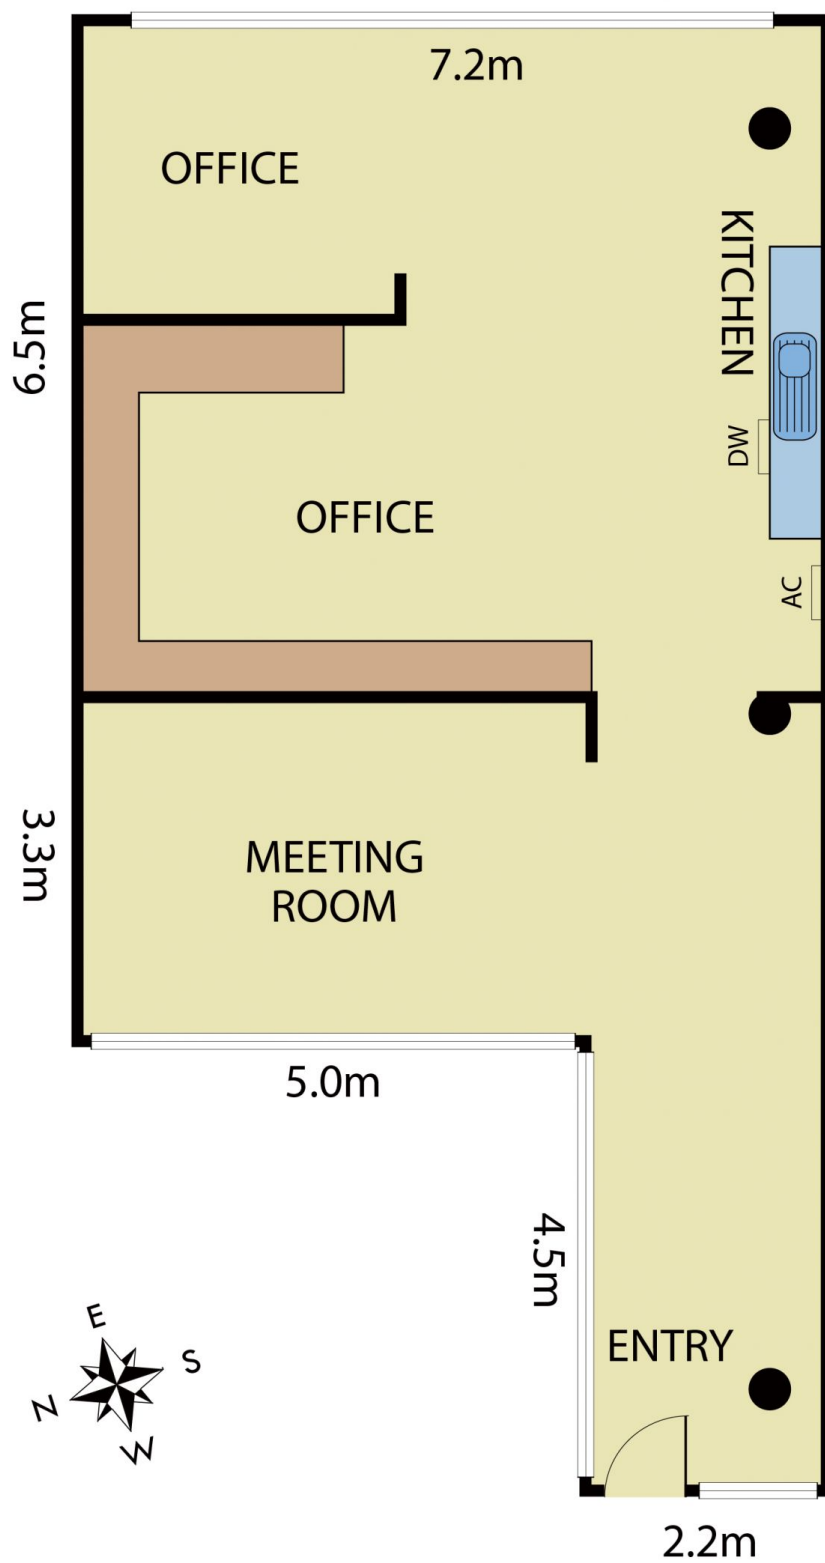 7.2m
OFFICE
KITCHEN
6.5m
DW
OFFICE
AC
3.3m
MEETING
ROOM
5.0m
4.5m
ENTRY
E
S
N
W
2.2m